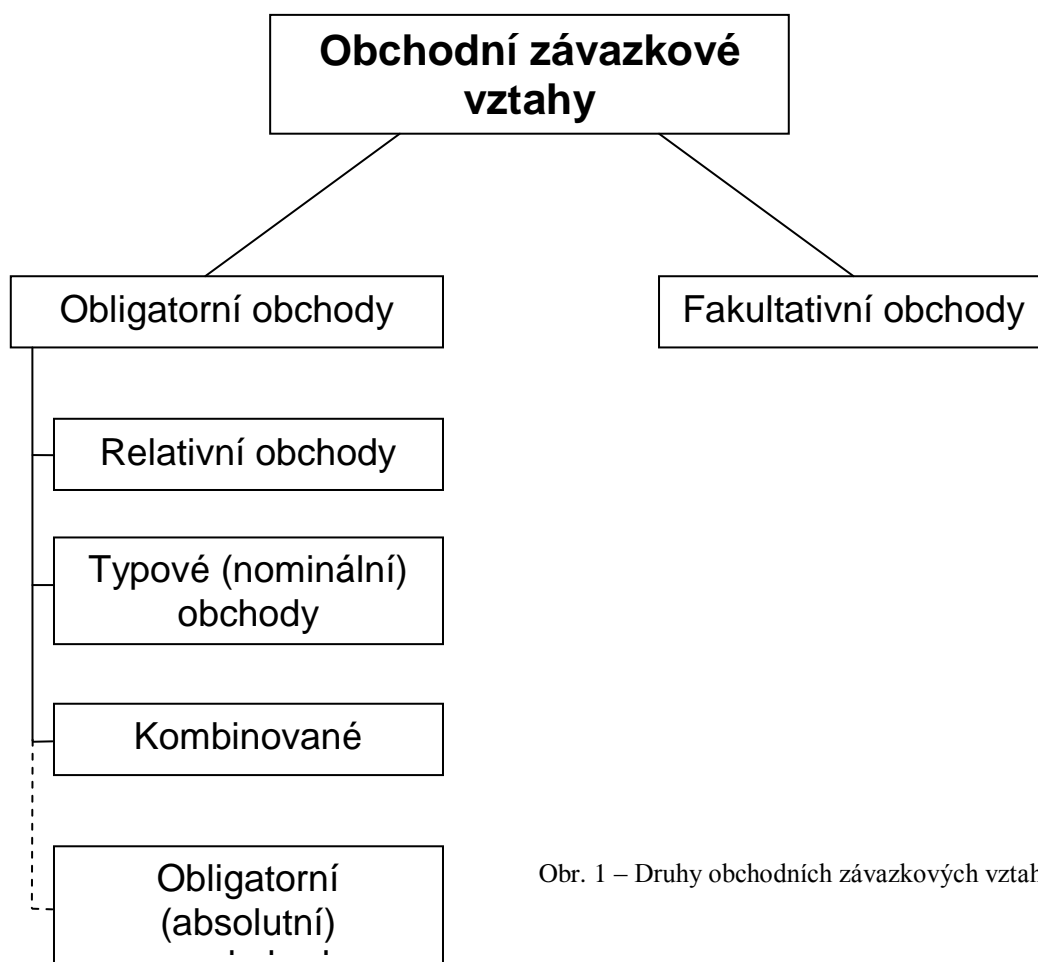 Obchodní závazkové
vztahy
Obligatorní obchody
Fakultativní obchody
Relativní obchody
Typové (nominální)
obchody
Kombinované
Obligatorní
(absolutní)
Obr. 1 – Druhy obchodních závazkových